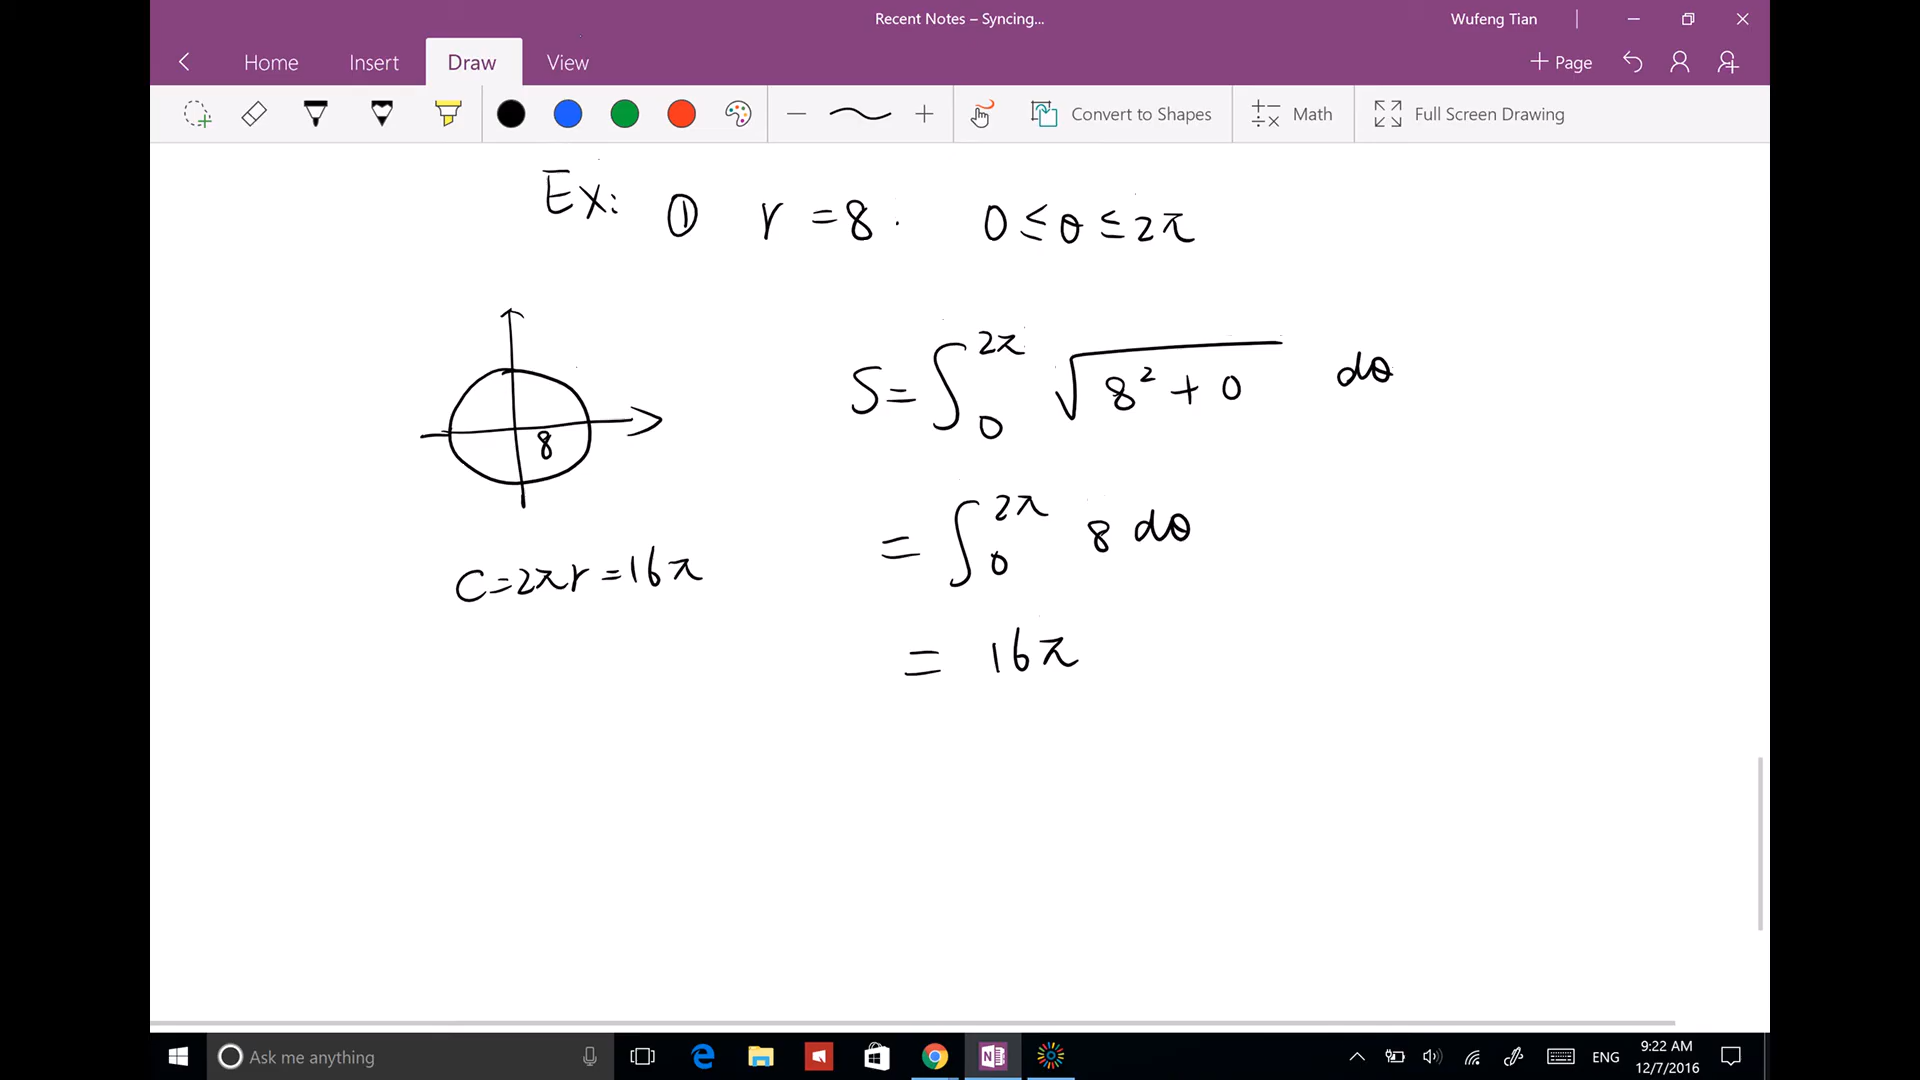 Recent Notes – Syncing...
Wufeng Tian
Home Insert Draw View
+ Page
Convert to Shapes
Math
Full Screen Drawing
Ex: ① r = 8 . 0 ≤ θ ≤ 2π
8
C = 2πr = 16π
S = ∫₀^2π √(8² + 0) dθ
= ∫₀^2π 8 dθ
= 16π
Ask me anything
ENG
9:22 AM
12/7/2016